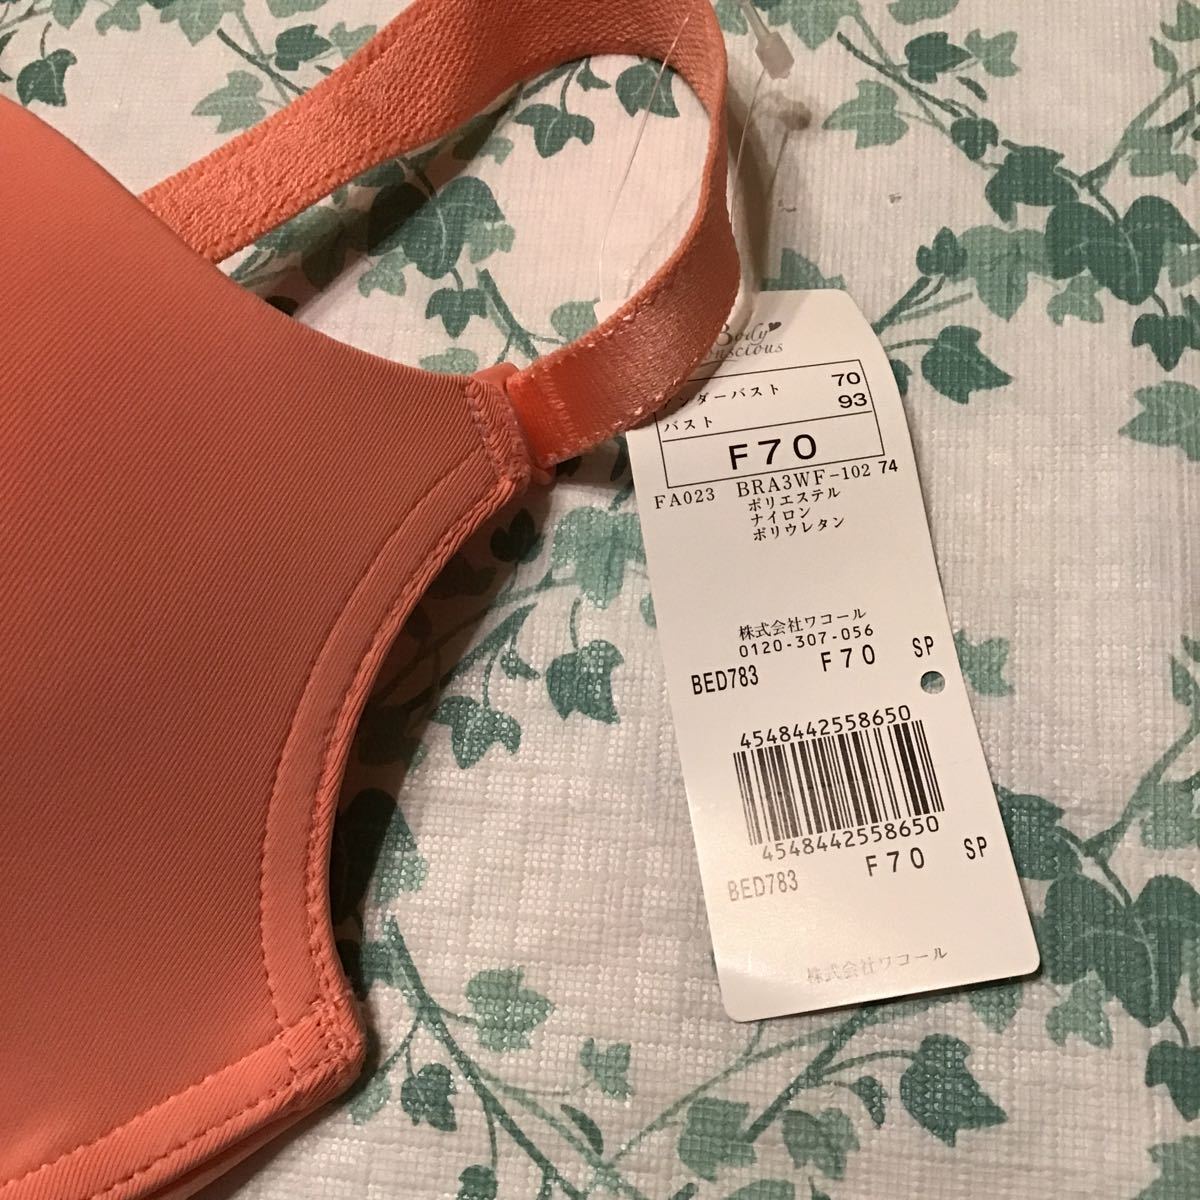 Body
アンダーバスト 70
バスト 93
F70
FA023 BRA3WF-102 74
ポリエステル
ナイロン
ポリウレタン
株式会社ワコール
0120-307-056
BED783 F70 SP
4548442558650
4548442558650
BED783 F70 SP
株式会社ワコール